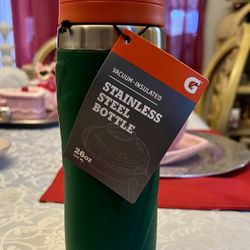 G
VACUUM-INSULATED
STAINLESS
STEEL
BOTTLE
26oz